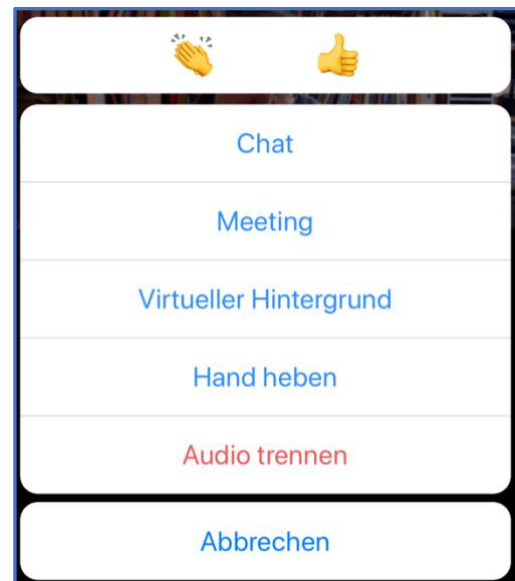 Chat
Meeting
Virtueller Hintergrund
Hand heben
Audio trennen
Abbrechen